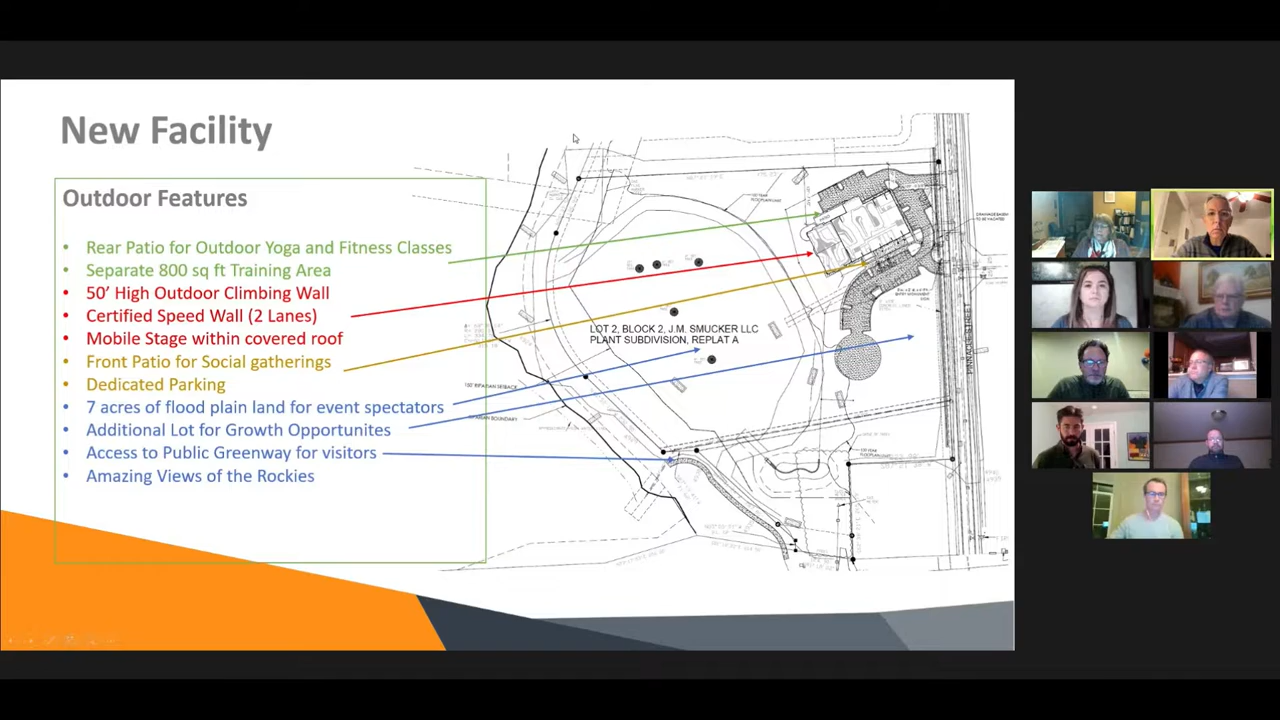 New Facility
Outdoor Features
• Rear Patio for Outdoor Yoga and Fitness Classes
• Separate 800 sq ft Training Area
• 50’ High Outdoor Climbing Wall
• Certified Speed Wall (2 Lanes)
• Mobile Stage within covered roof
• Front Patio for Social gatherings
• Dedicated Parking
• 7 acres of flood plain land for event spectators
• Additional Lot for Growth Opportunites
• Access to Public Greenway for visitors
• Amazing Views of the Rockies
LOT 2, BLOCK 2, J.M. SMUCKER LLC
PLANT SUBDIVISION, REPLAT A
100' RIPARIAN SETBACK